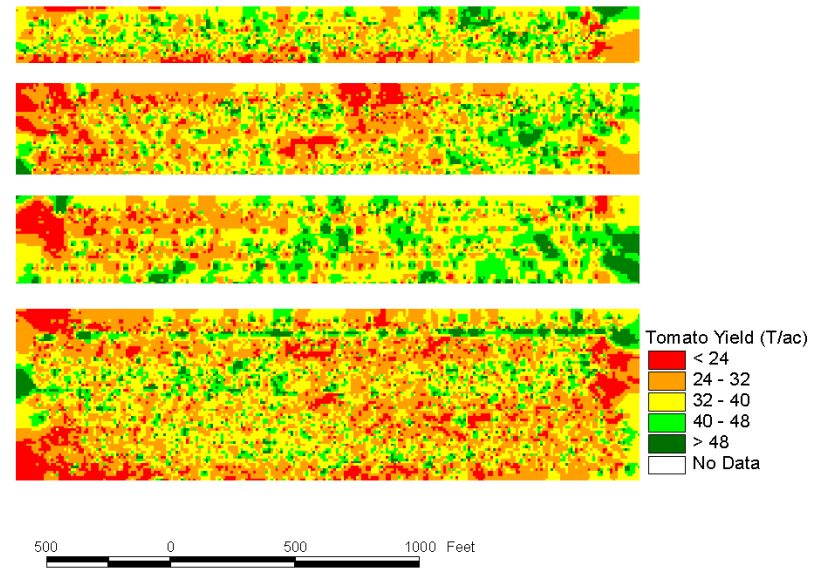 Tomato Yield (T/ac)
< 24
24 - 32
32 - 40
40 - 48
> 48
No Data
500 0 500 1000 Feet